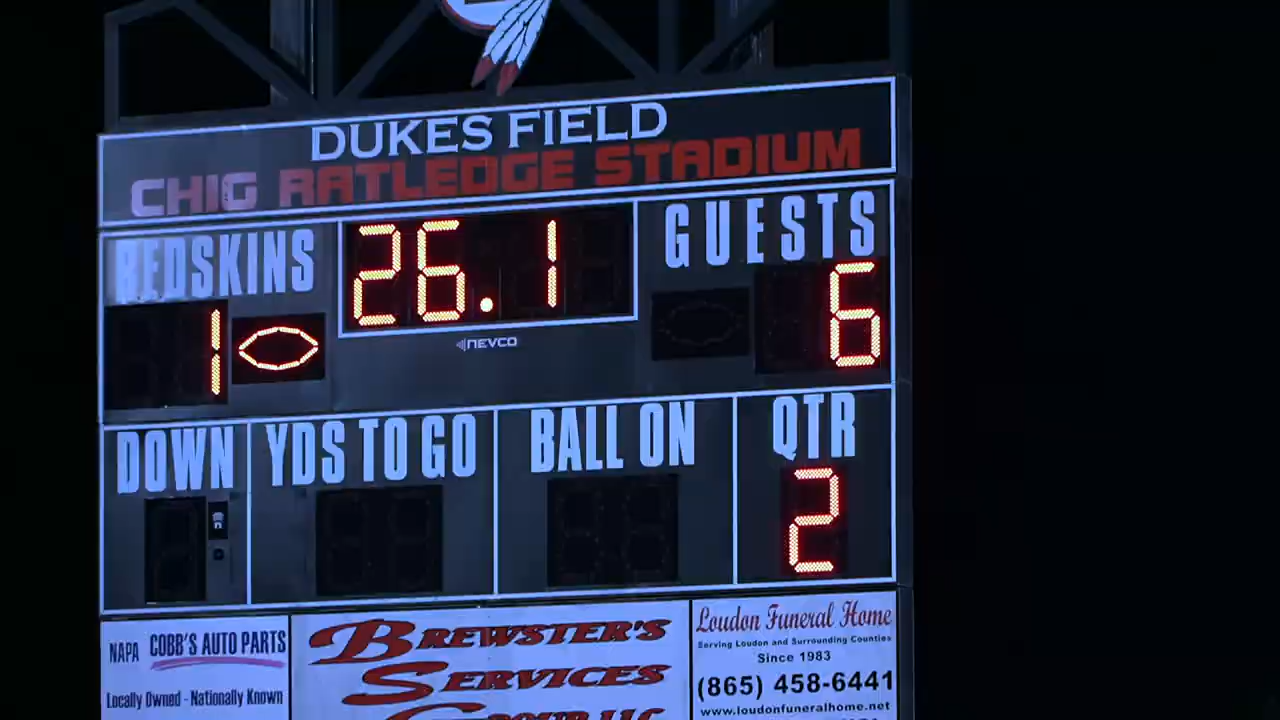 DUKES FIELD
CHIG RATLEDGE STADIUM
REDSKINS
26.1
GUESTS
1
6
NEVCO
DOWN
YDS TO GO
BALL ON
QTR
2
NAPA COBB'S AUTO PARTS
Locally Owned - Nationally Known
BREWSTER'S
SERVICES
GROUP, LLC
Loudon Funeral Home
Serving Loudon and Surrounding Counties
Since 1983
(865) 458-6441
www.loudonfuneralhome.net